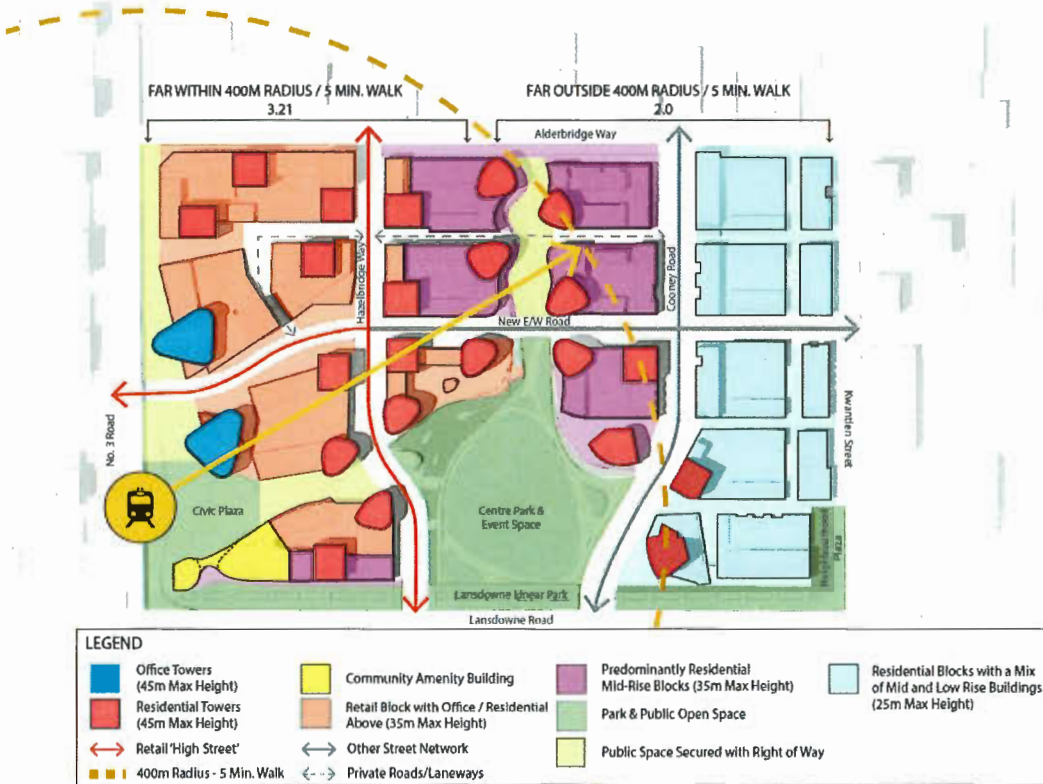 FAR WITHIN 400M RADIUS / 5 MIN. WALK
3.21
FAR OUTSIDE 400M RADIUS / 5 MIN. WALK
2.0
Alderbridge Way
Hazelbridge Way
Cooney Road
New E/W Road
No. 3 Road
Kwantlen Street
Civic Plaza
Centre Park &
Event Space
Neighbourhood
Plaza
Lansdowne Linear Park
Lansdowne Road
LEGEND
Office Towers
(45m Max Height)
Residential Towers
(45m Max Height)
Retail 'High Street'
400m Radius - 5 Min. Walk
Community Amenity Building
Retail Block with Office / Residential
Above (35m Max Height)
Other Street Network
Private Roads/Laneways
Predominantly Residential
Mid-Rise Blocks (35m Max Height)
Park & Public Open Space
Public Space Secured with Right of Way
Residential Blocks with a Mix
of Mid and Low Rise Buildings
(25m Max Height)